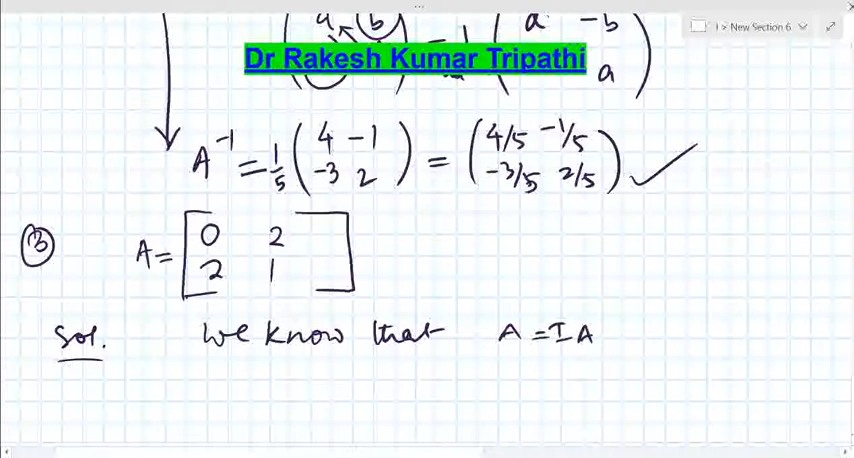 > New Section 6
a b = 1 a -b
Dr Rakesh Kumar Tripathi
a
A⁻¹ = 1/5 ( 4 -1 -3 2 ) = ( 4/5 -1/5 -3/5 2/5 ) ✓
③ A = [ 0 2
2 1 ]
Sol. We know that A = IA